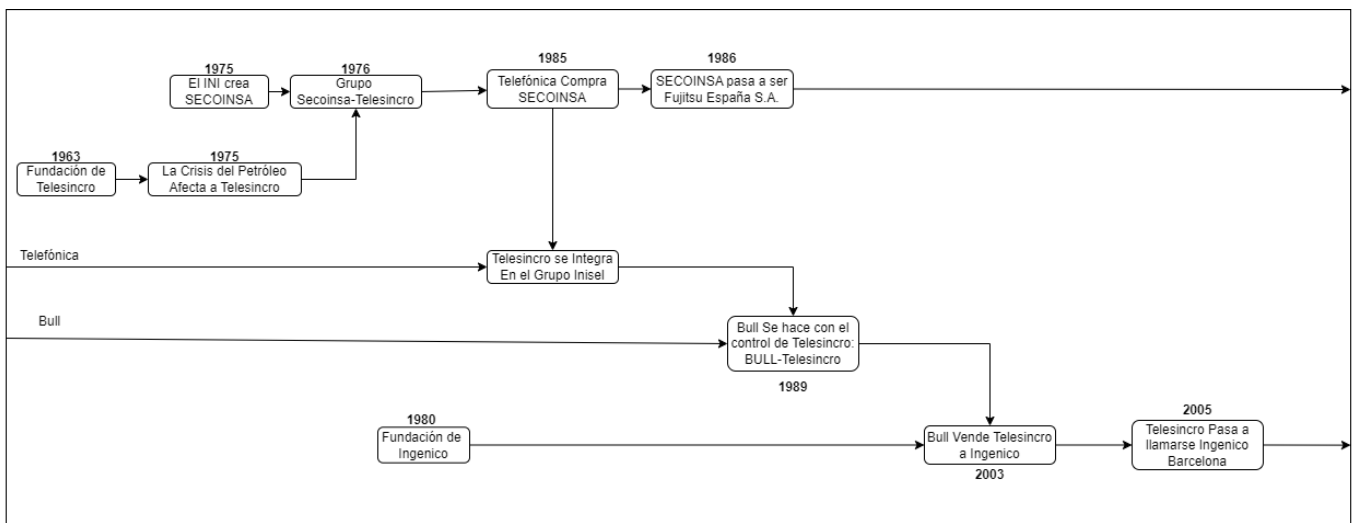 1975
El INI crea
SECOINSA
1976
Grupo
Secoinsa-Telesincro
1985
Telefónica Compra
SECOINSA
1986
SECOINSA pasa a ser
Fujitsu España S.A.
1963
Fundación de
Telesincro
1975
La Crisis del Petróleo
Afecta a Telesincro
Telefónica
Telesincro se Integra
En el Grupo Inisel
Bull
Bull Se hace con el
control de Telesincro:
BULL-Telesincro
1989
1980
Fundación de
Ingenico
Bull Vende Telesincro
a Ingenico
2003
2005
Telesincro Pasa a
llamarse Ingenico
Barcelona